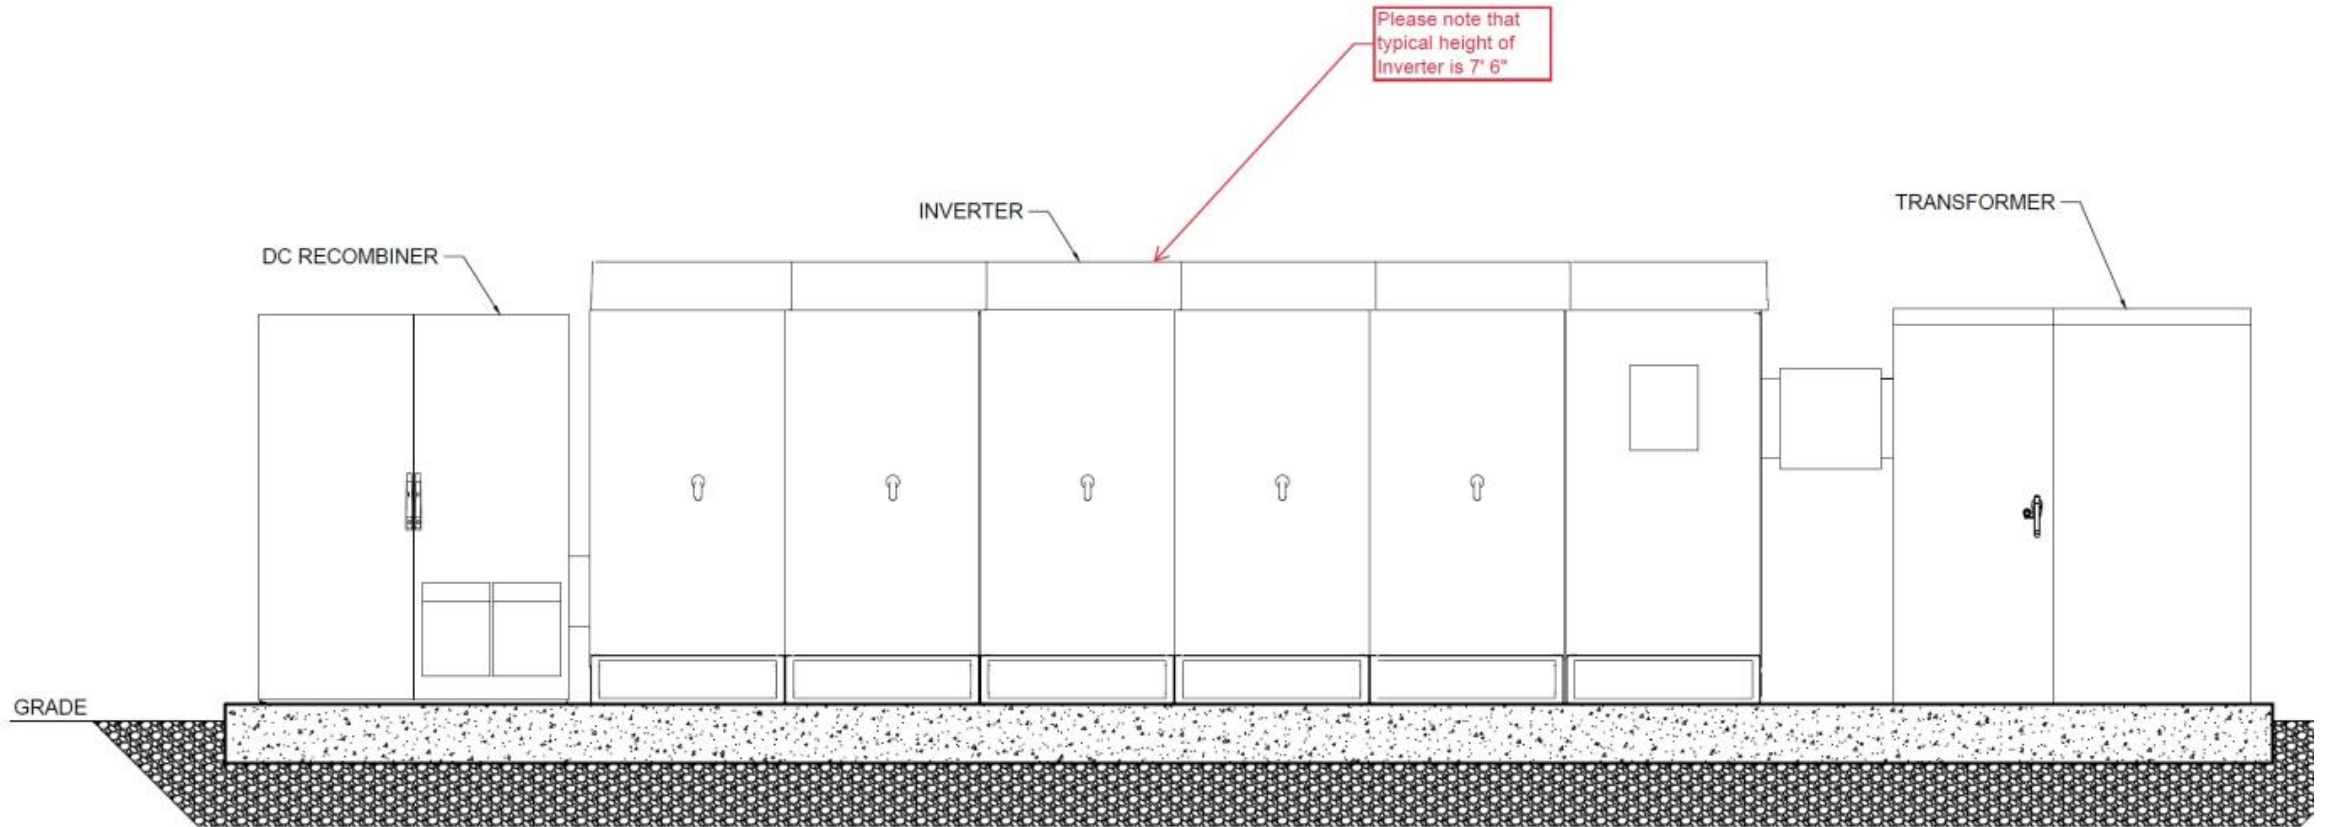 Please note that
typical height of
Inverter is 7' 6"
INVERTER
TRANSFORMER
DC RECOMBINER
GRADE